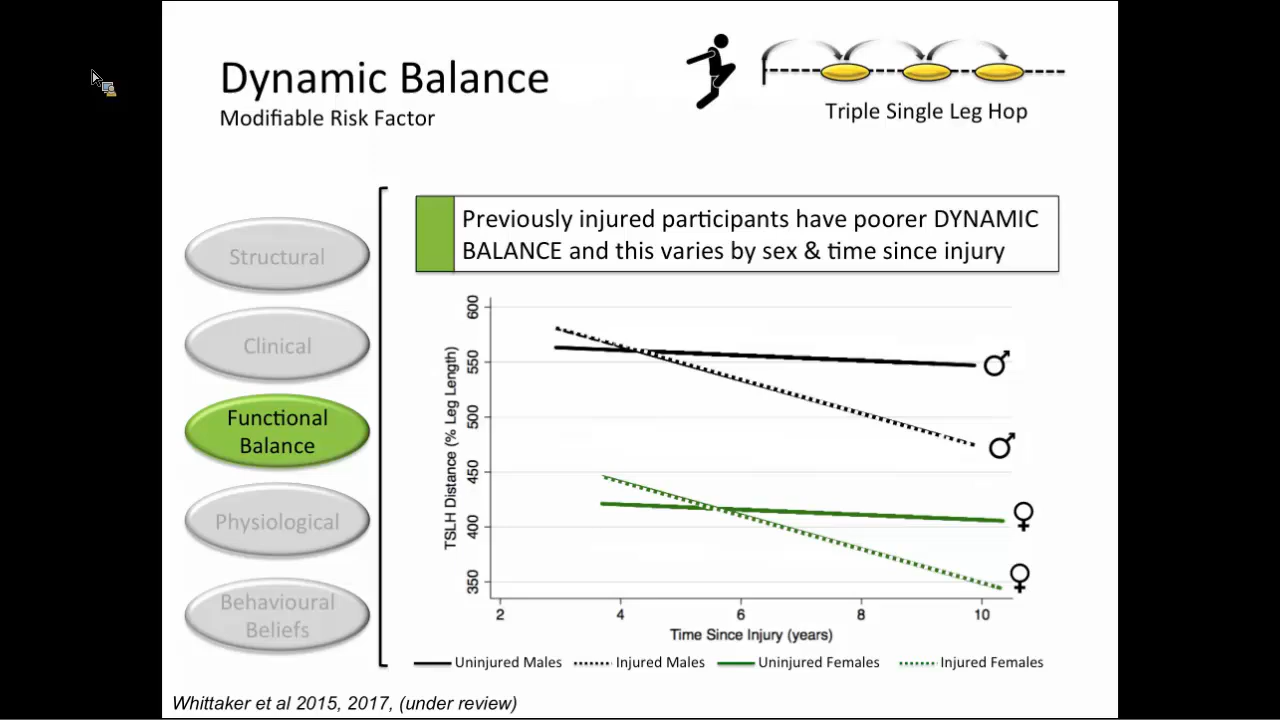 Dynamic Balance
Modifiable Risk Factor
Triple Single Leg Hop
Structural
Clinical
Functional
Balance
Physiological
Behavioural
Beliefs
Previously injured participants have poorer DYNAMIC
BALANCE and this varies by sex & time since injury
TSLH Distance (% Leg Length)
600
550
500
450
400
350
2 4 6 8 10
Time Since Injury (years)
Uninjured Males Injured Males Uninjured Females Injured Females
Whittaker et al 2015, 2017, (under review)